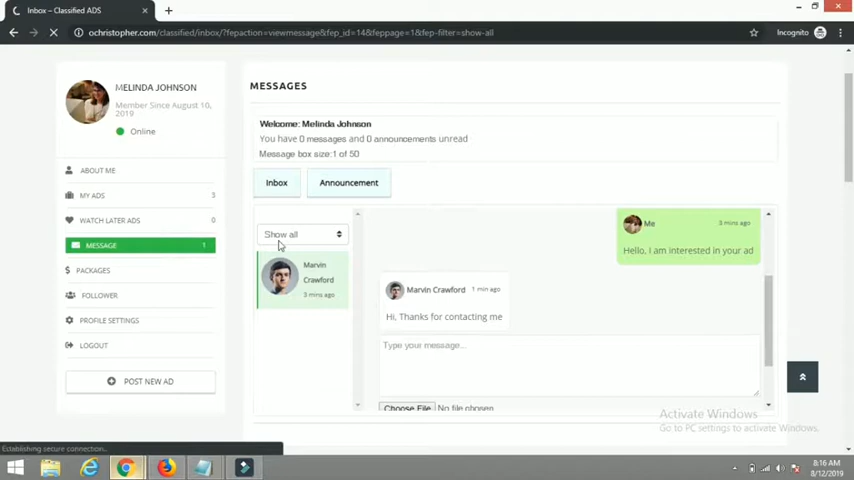 Inbox – Classified ADS
ochristopher.com/classified/inbox/?fepaction=viewmessage&fep_id=14&feppage=1&fep-filter=show-all
Incognito
MELINDA JOHNSON
Member Since August 10,
2019
Online
ABOUT ME
MY ADS 3
WATCH LATER ADS 0
MESSAGE 1
PACKAGES
FOLLOWER
PROFILE SETTINGS
LOGOUT
POST NEW AD
MESSAGES
Welcome: Melinda Johnson
You have 0 messages and 0 announcements unread
Message box size:1 of 50
Inbox
Announcement
Show all
Marvin
Crawford
3 mins ago
Me 3 mins ago
Hello, I am interested in your ad
Marvin Crawford 1 min ago
Hi, Thanks for contacting me
Type your message...
Choose File No file chosen
Activate Windows
Go to PC settings to activate Windows.
Establishing secure connection...
8:16 AM
8/12/2019